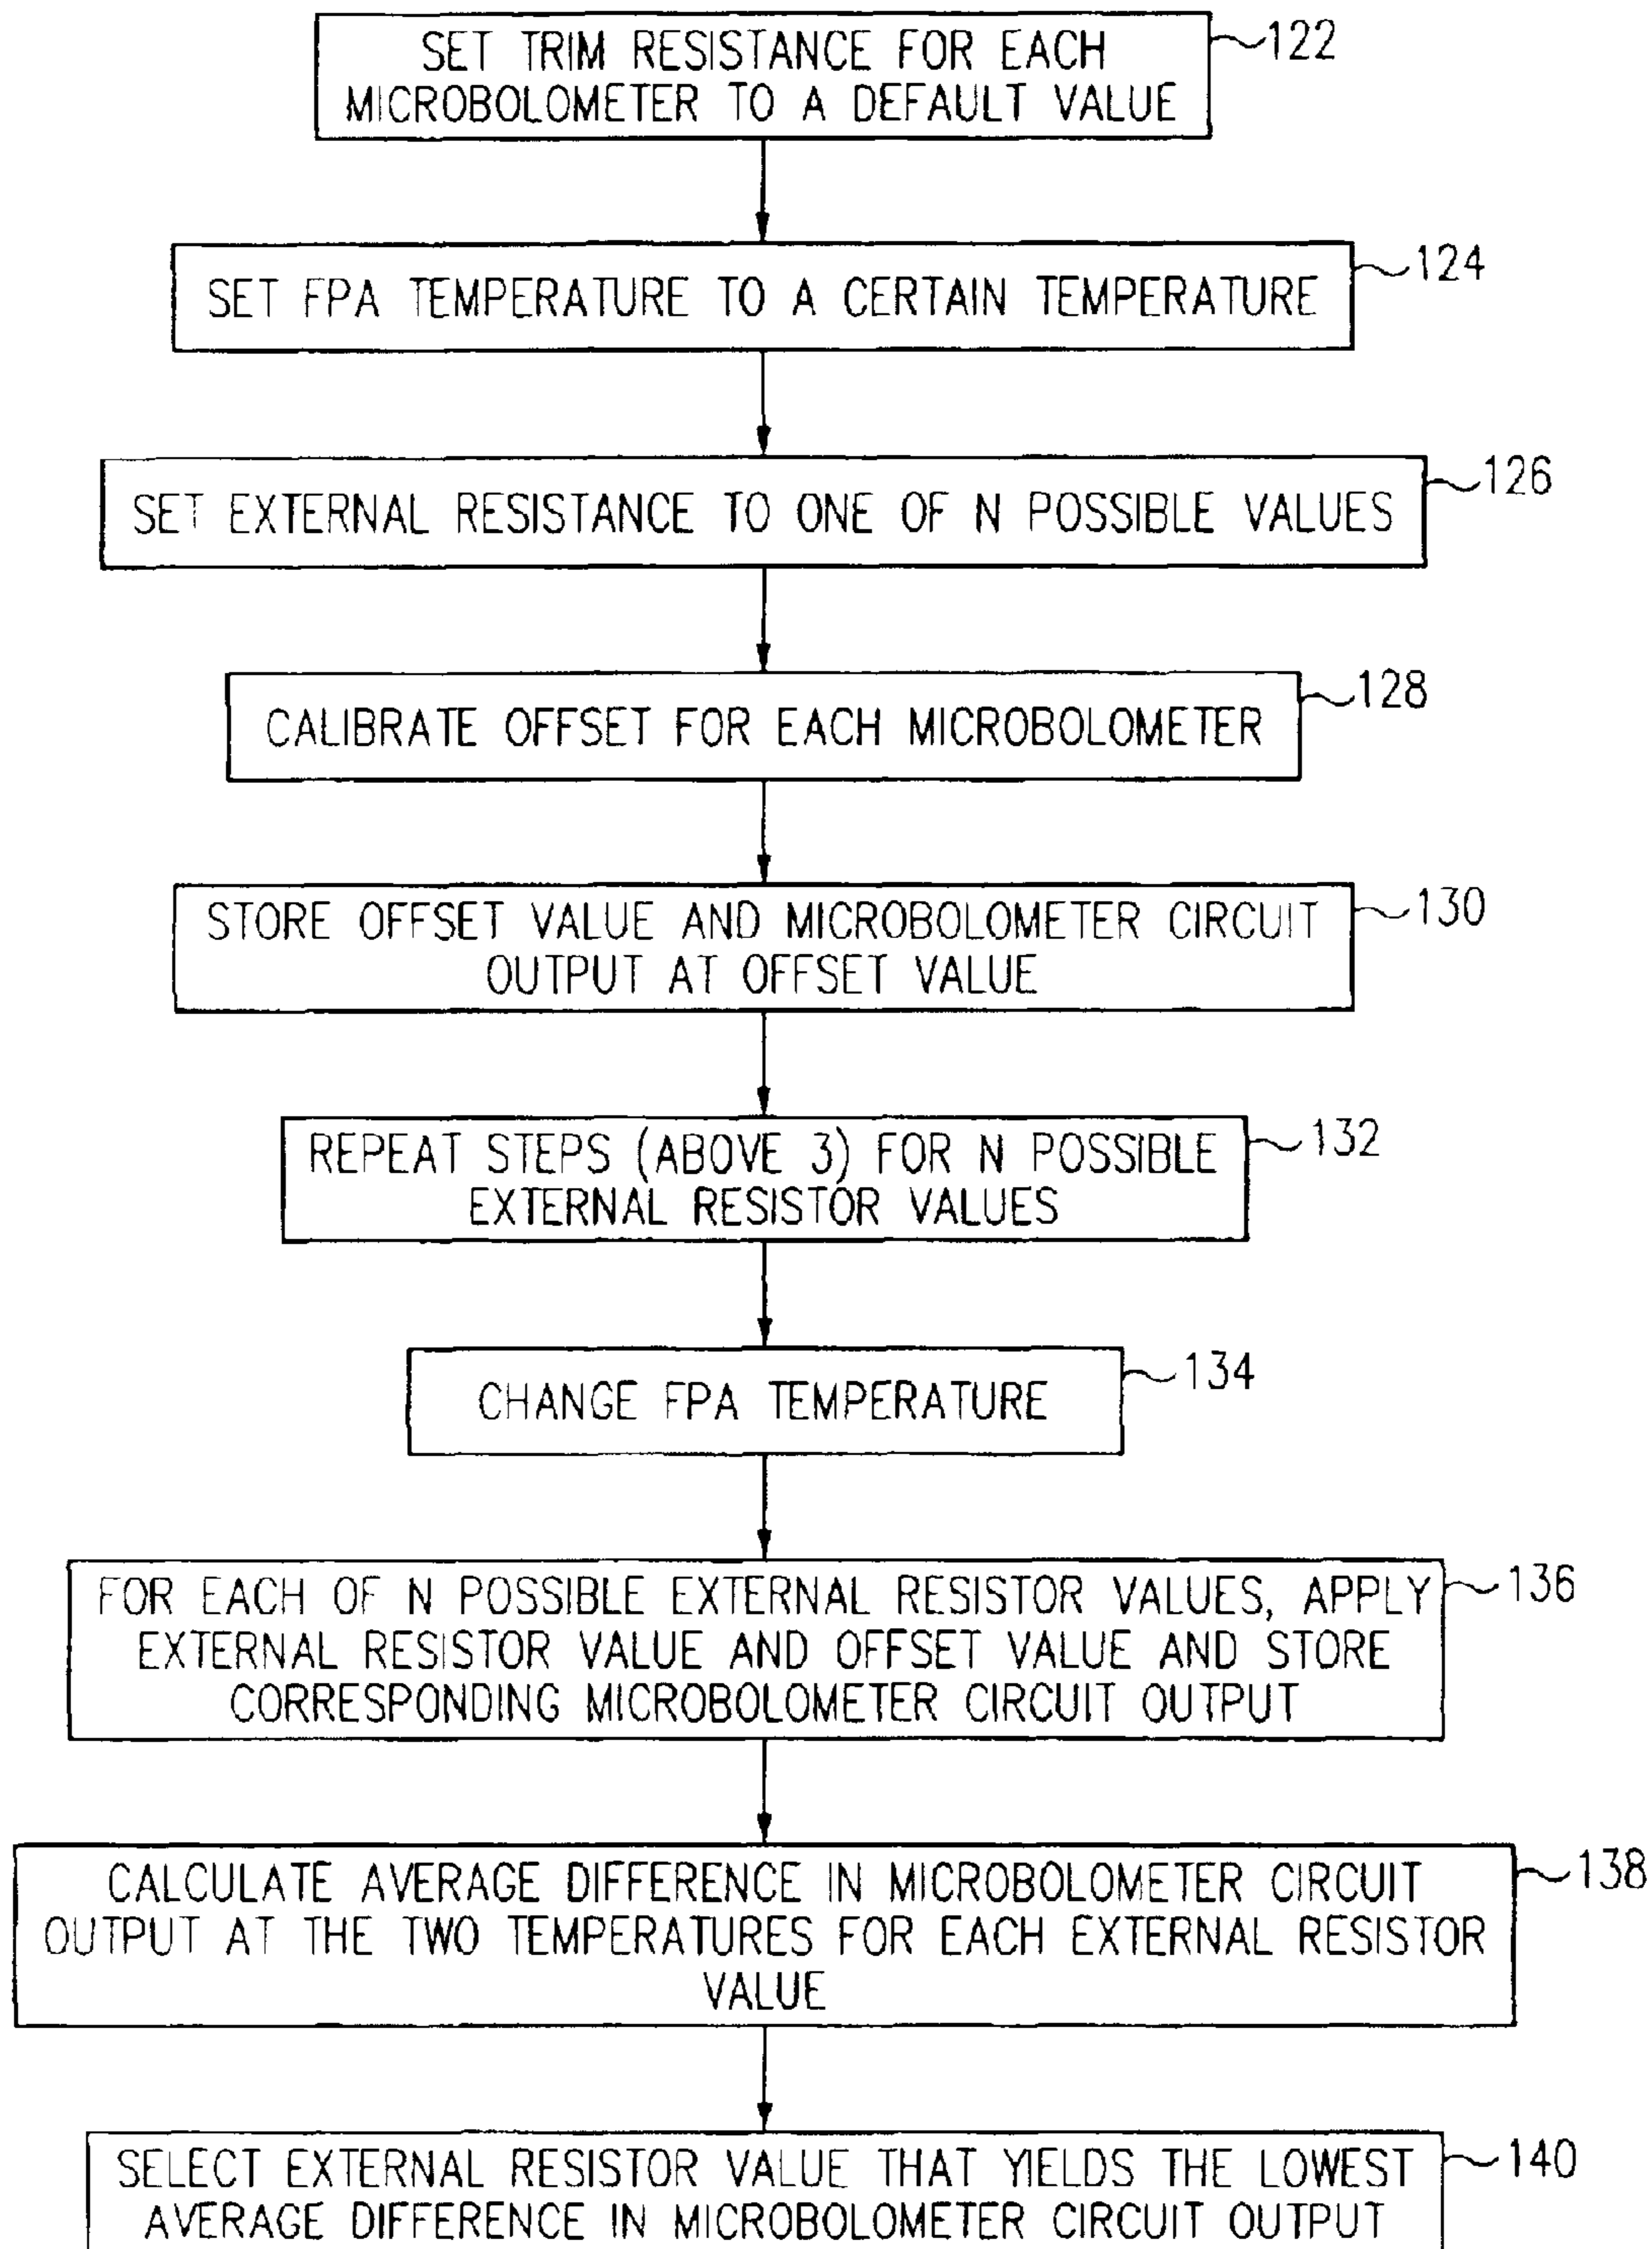 SET TRIM RESISTANCE FOR EACH
MICROBOLOMETER TO A DEFAULT VALUE
122
SET FPA TEMPERATURE TO A CERTAIN TEMPERATURE
124
SET EXTERNAL RESISTANCE TO ONE OF N POSSIBLE VALUES
126
CALIBRATE OFFSET FOR EACH MICROBOLOMETER
128
STORE OFFSET VALUE AND MICROBOLOMETER CIRCUIT
OUTPUT AT OFFSET VALUE
130
REPEAT STEPS (ABOVE 3) FOR N POSSIBLE
EXTERNAL RESISTOR VALUES
132
CHANGE FPA TEMPERATURE
134
FOR EACH OF N POSSIBLE EXTERNAL RESISTOR VALUES, APPLY
EXTERNAL RESISTOR VALUE AND OFFSET VALUE AND STORE
CORRESPONDING MICROBOLOMETER CIRCUIT OUTPUT
136
CALCULATE AVERAGE DIFFERENCE IN MICROBOLOMETER CIRCUIT
OUTPUT AT THE TWO TEMPERATURES FOR EACH EXTERNAL RESISTOR
VALUE
138
SELECT EXTERNAL RESISTOR VALUE THAT YIELDS THE LOWEST
AVERAGE DIFFERENCE IN MICROBOLOMETER CIRCUIT OUTPUT
140